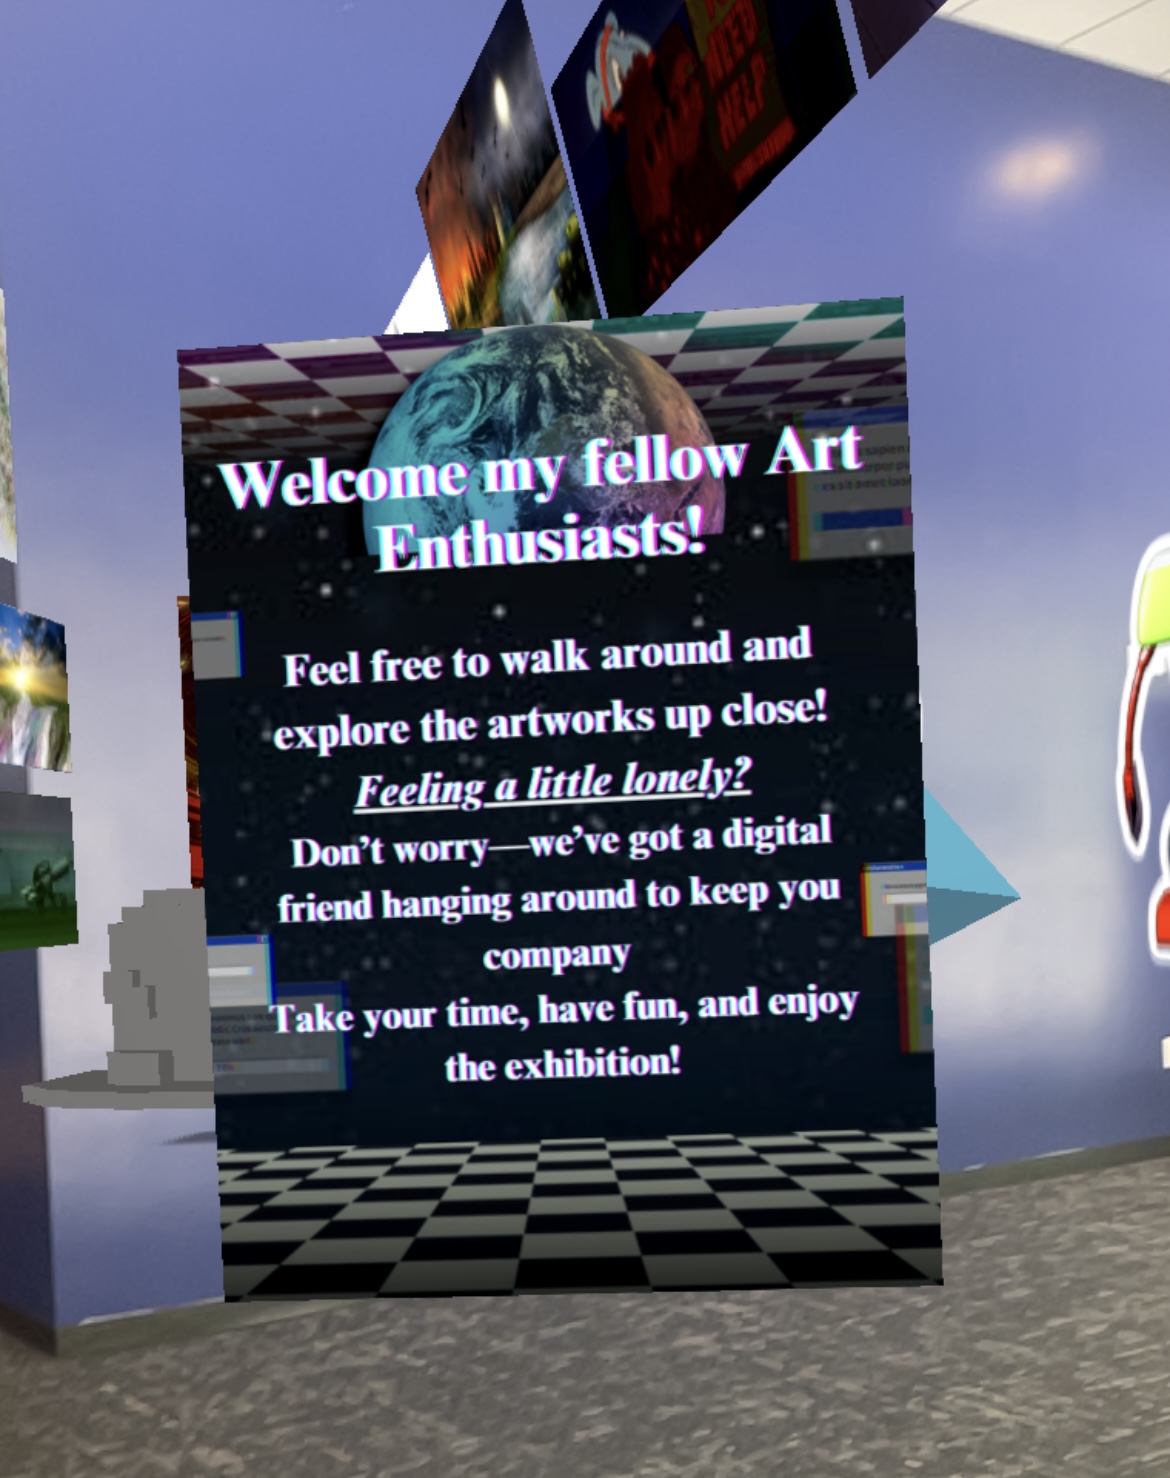 NEED
HELP
Welcome my fellow Art
Enthusiasts!
Feel free to walk around and
explore the artworks up close!
Feeling a little lonely?
Don’t worry—we’ve got a digital
friend hanging around to keep you
company
Take your time, have fun, and enjoy
the exhibition!